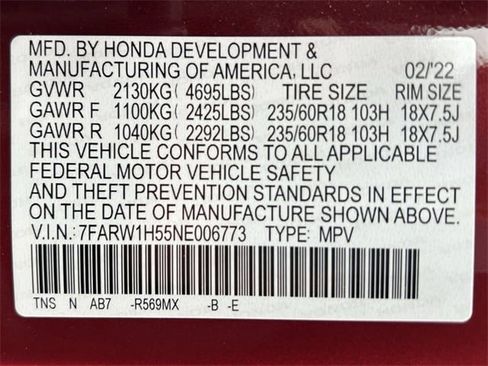 MFD. BY HONDA DEVELOPMENT &
MANUFACTURING OF AMERICA, LLC 02/'22
GVWR 2130KG( 4695LBS) TIRE SIZE RIM SIZE
GAWR F 1100KG( 2425LBS) 235/60R18 103H 18X7.5J
GAWR R 1040KG( 2292LBS) 235/60R18 103H 18X7.5J
THIS VEHICLE CONFORMS TO ALL APPLICABLE
FEDERAL MOTOR VEHICLE SAFETY
AND THEFT PREVENTION STANDARDS IN EFFECT
ON THE DATE OF MANUFACTURE SHOWN ABOVE.
V.I.N.:7FARW1H55NE006773 TYPE: MPV
TNS N AB7 -R569MX -B -E